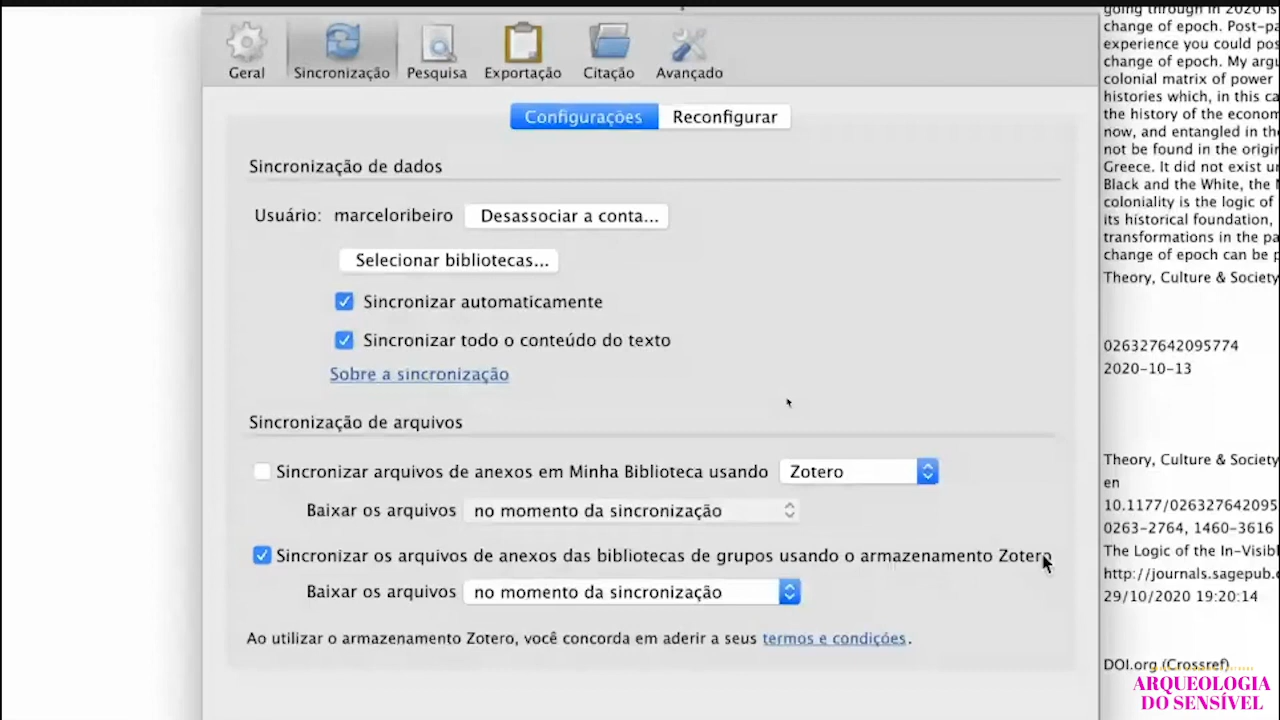 Geral
Sincronização
Pesquisa
Exportação
Citação
Avançado
Configurações
Reconfigurar
Sincronização de dados
Usuário: marceloribeiro Desassociar a conta...
Selecionar bibliotecas...
Sincronizar automaticamente
Sincronizar todo o conteúdo do texto
Sobre a sincronização
Sincronização de arquivos
Sincronizar arquivos de anexos em Minha Biblioteca usando Zotero
Baixar os arquivos no momento da sincronização
Sincronizar os arquivos de anexos das bibliotecas de grupos usando o armazenamento Zotero
Baixar os arquivos no momento da sincronização
Ao utilizar o armazenamento Zotero, você concorda em aderir a seus termos e condições.
going through in 2020 is
change of epoch. Post-pa
experience you could pos
change of epoch. My argu
colonial matrix of power
histories which, in this ca
the history of the econom
now, and entangled in the
not be found in the origin
Greece. It did not exist un
Black and the White, the
coloniality is the logic of
its historical foundation,
transformations in the pa
change of epoch can be p
Theory, Culture & Society
026327642095774
2020-10-13
Theory, Culture & Society
en
10.1177/026327642095
0263-2764, 1460-3616
The Logic of the In-Visibl
http://journals.sagepub.c
29/10/2020 19:20:14
DOI.org (Crossref)
ARQUEOLOGIA
DO SENSÍVEL